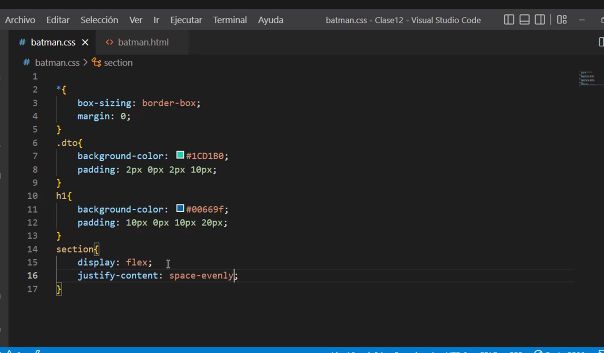 Archivo Editar Selección Ver Ir Ejecutar Terminal Ayuda batman.css - Clase12 - Visual Studio Code
# batman.css × <> batman.html
# batman.css > section
1
2 *{
3 box-sizing: border-box;
4 margin: 0;
5 }
6 .dto{
7 background-color: #1CD1B0;
8 padding: 2px 0px 2px 10px;
9 }
10 h1{
11 background-color: #00669f;
12 padding: 10px 0px 10px 20px;
13 }
14 section{
15 display: flex;
16 justify-content: space-evenly;
17 }